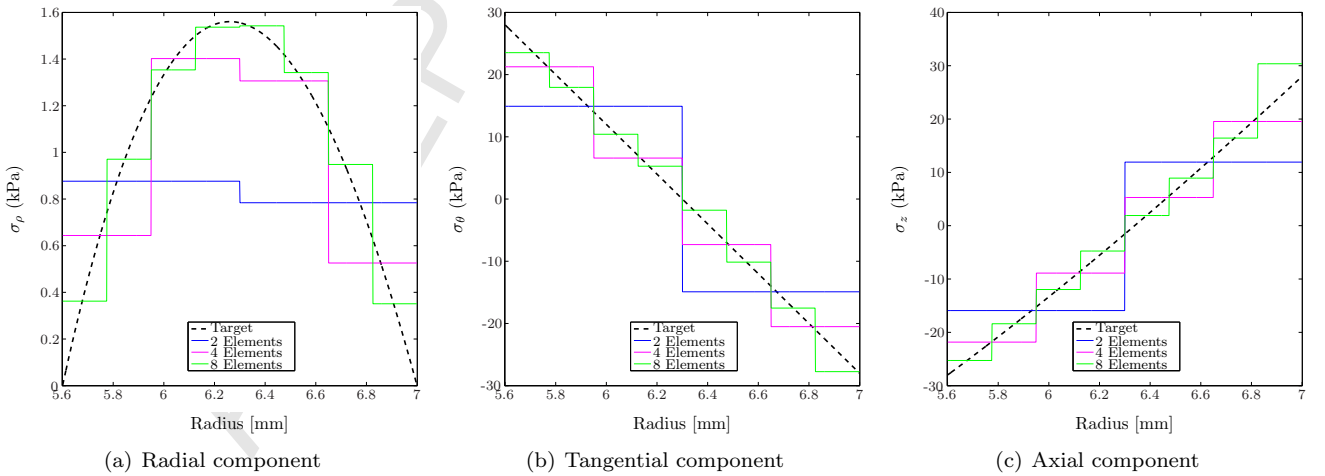 1.6
1.4
1.2
1
0.8
0.6
0.4
0.2
0
σρ (kPa)
Target
2 Elements
4 Elements
8 Elements
5.6 5.8 6 6.2 6.4 6.6 6.8 7
Radius [mm]
(a) Radial component
30
20
10
0
-10
-20
-30
σθ (kPa)
Target
2 Elements
4 Elements
8 Elements
5.6 5.8 6 6.2 6.4 6.6 6.8 7
Radius [mm]
(b) Tangential component
40
30
20
10
0
-10
-20
-30
σz (kPa)
Target
2 Elements
4 Elements
8 Elements
5.6 5.8 6 6.2 6.4 6.6 6.8 7
Radius [mm]
(c) Axial component